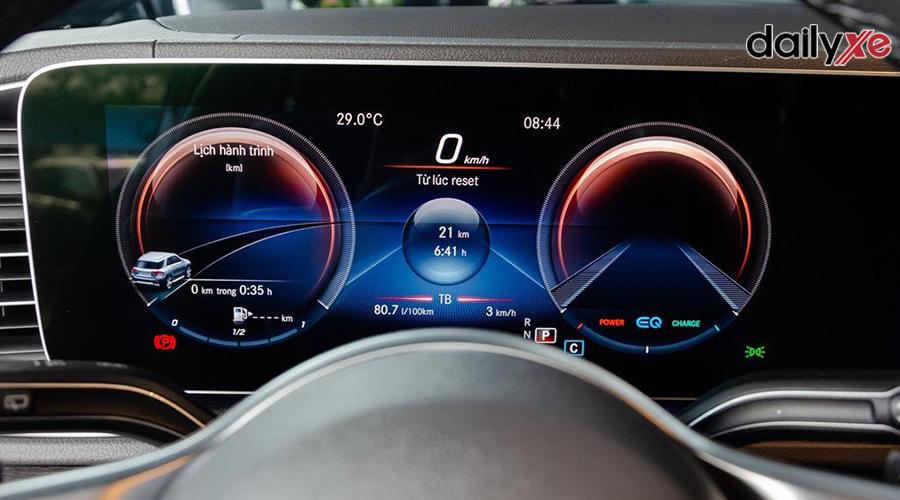 dailyxe
29.0°C
08:44
Lịch hành trình
[km]
0 km/h
Từ lúc reset
21 km
6:41 h
0 km trong 0:35 h
TB
80.7 l/100km
3 km/h
0
1/2
1
---- km
R
N
P
C
POWER
EQ
CHARGE